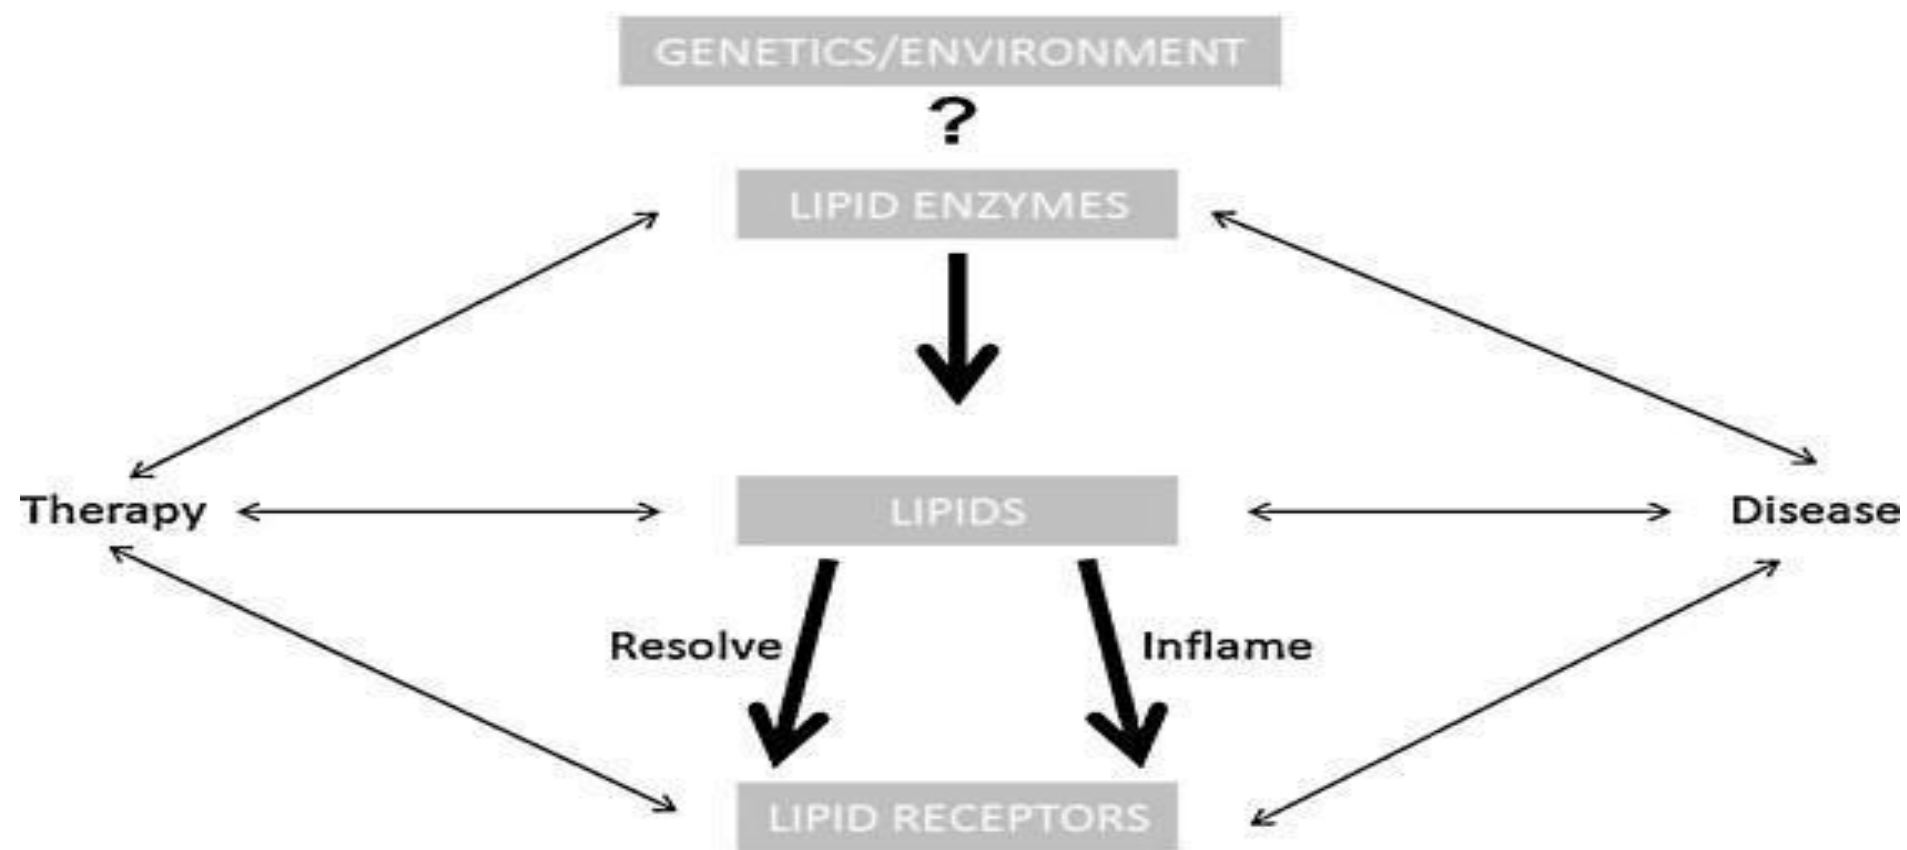 GENETICS/ENVIRONMENT
?
LIPID ENZYMES
Therapy
LIPIDS
Disease
Resolve
Inflame
LIPID RECEPTORS